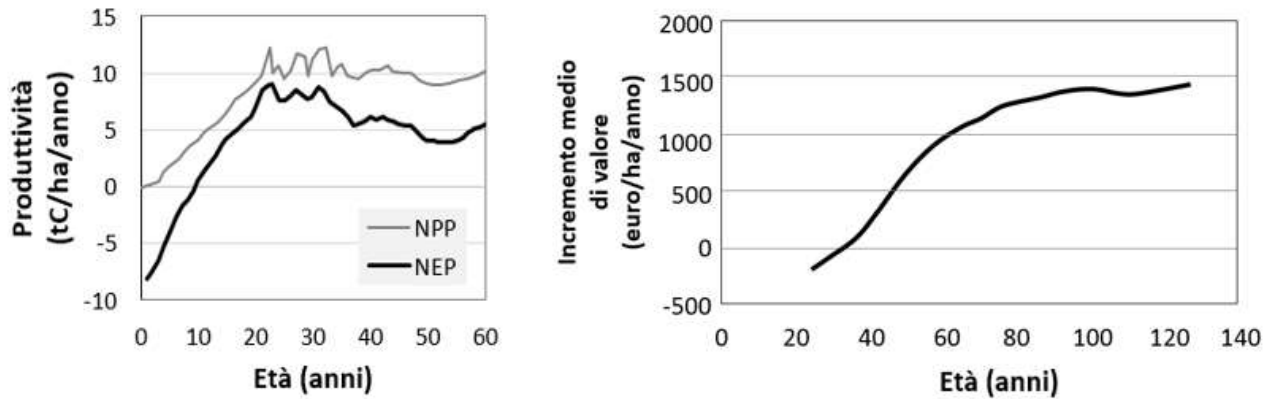 Produttività
(tC/ha/anno)
15
10
5
0
-5
-10
NPP
NEP
0 10 20 30 40 50 60
Età (anni)
Incremento medio
di valore
(euro/ha/anno)
2000
1500
1000
500
0
-500
0 20 40 60 80 100 120 140
Età (anni)